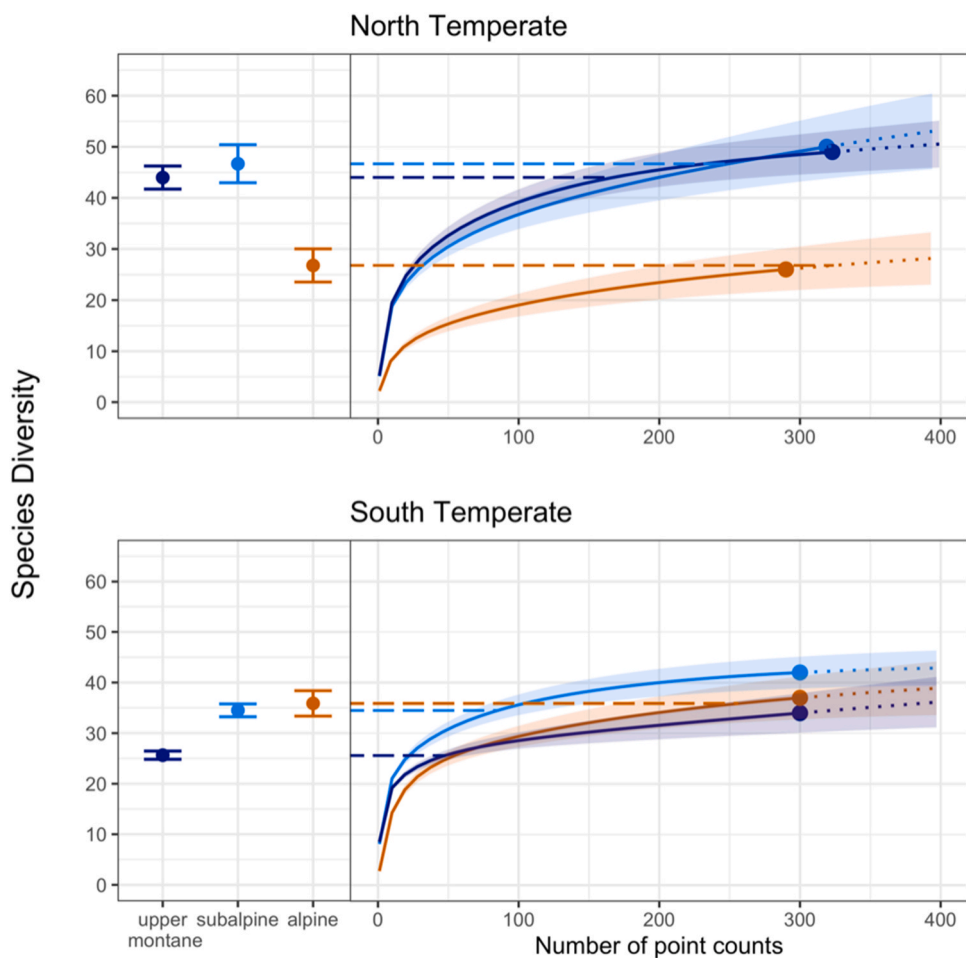 North Temperate
60
50
40
30
20
10
0
0 100 200 300 400
Species Diversity
South Temperate
60
50
40
30
20
10
0
upper
montane
subalpine
alpine
0 100 200 300 400
Number of point counts